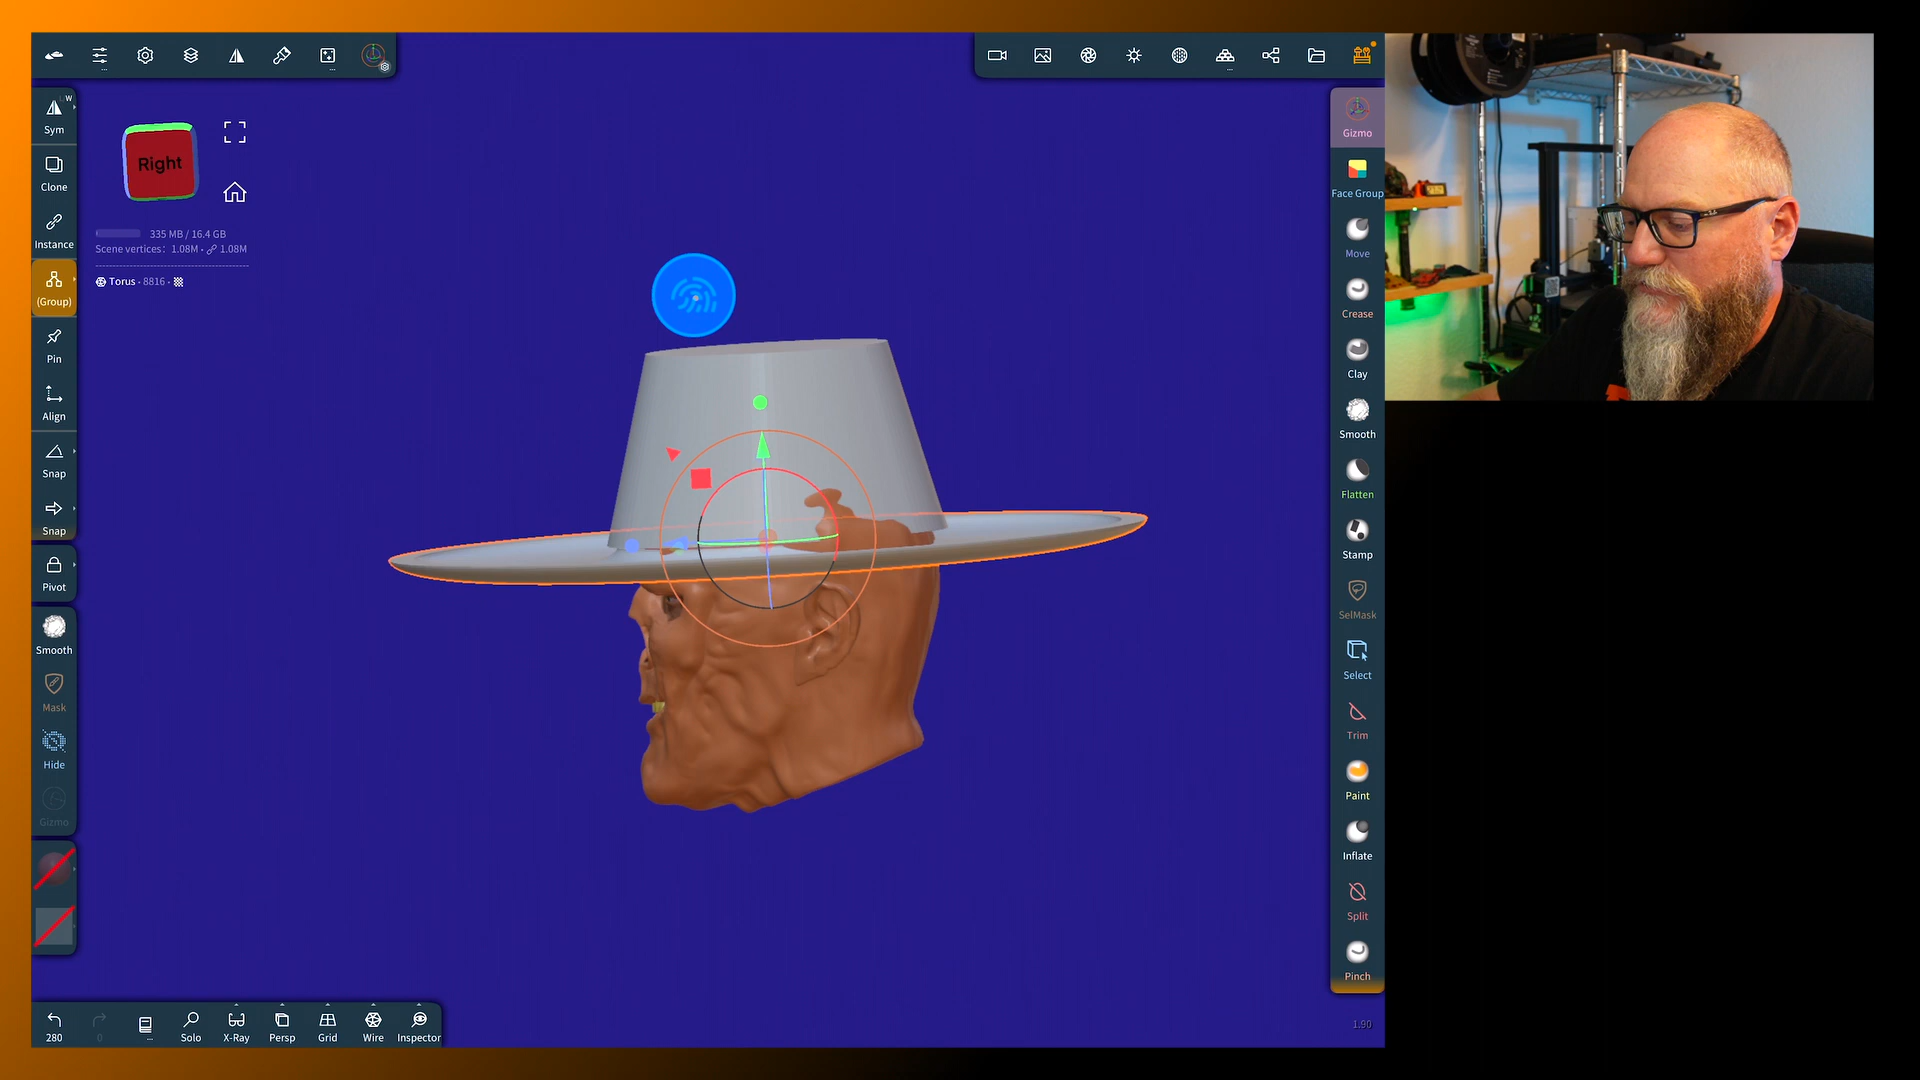 W
Sym
Clone
Instance
(Group)
Pin
Align
Snap
Snap
Pivot
Smooth
Mask
Hide
Gizmo
Right
335 MB / 16.4 GB
Scene vertices: 1.08M • 1.08M
Torus • 8816 •
Gizmo
Face Group
Move
Crease
Clay
Smooth
Flatten
Stamp
SelMask
Select
Trim
Paint
Inflate
Split
Pinch
280
0
Solo
X-Ray
Persp
Grid
Wire
Inspector
1.90